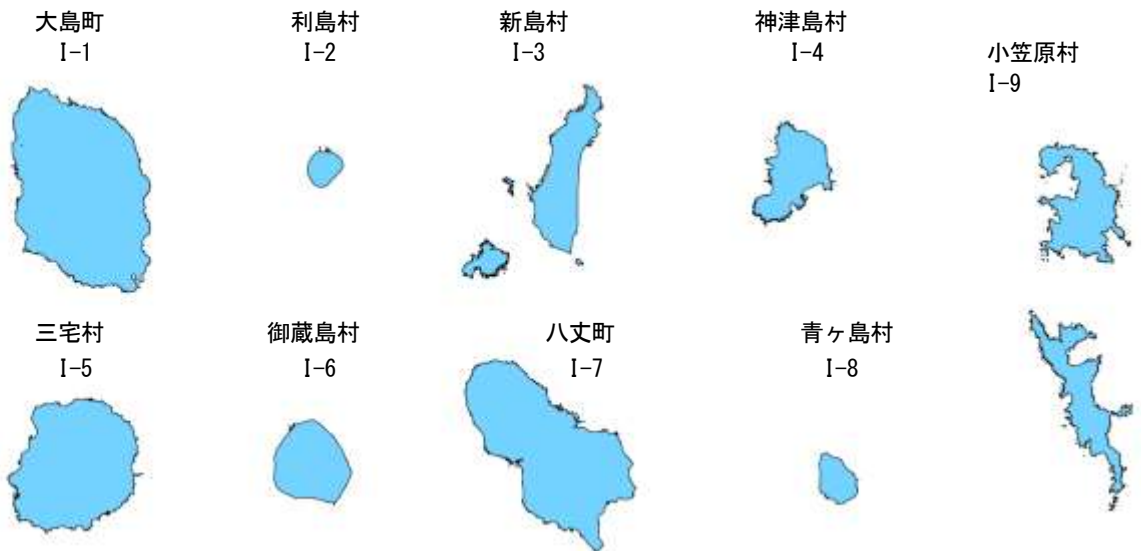 大島町
I-1
利島村
I-2
新島村
I-3
神津島村
I-4
小笠原村
I-9
三宅村
I-5
御蔵島村
I-6
八丈町
I-7
青ヶ島村
I-8